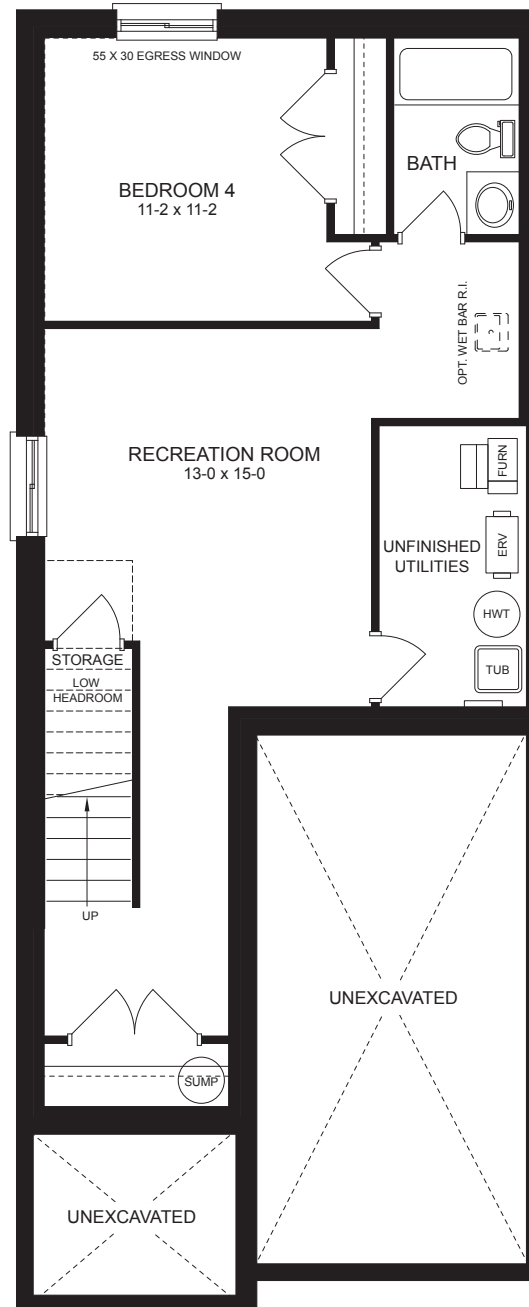 55 X 30 EGRESS WINDOW
BATH
BEDROOM 4
11-2 x 11-2
OPT. WET BAR R.I.
RECREATION ROOM
13-0 x 15-0
FURN
ERV
UNFINISHED
UTILITIES
HWT
TUB
STORAGE
LOW
HEADROOM
UP
UNEXCAVATED
SUMP
UNEXCAVATED